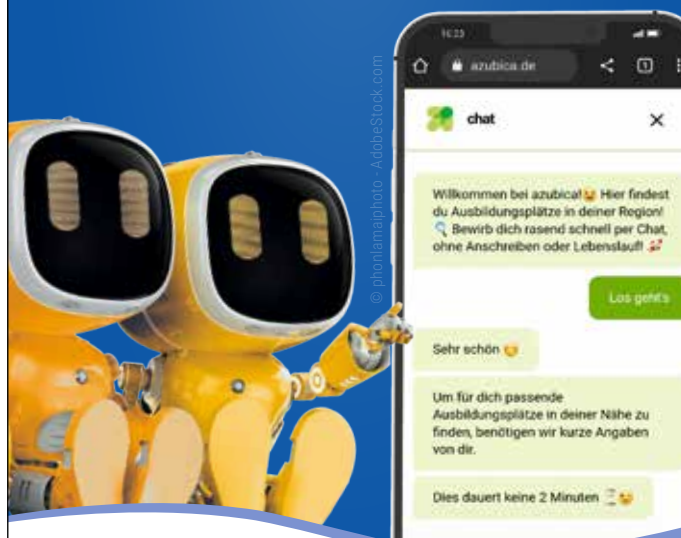 © phonlamaiphoto - AdobeStock.com
16:23
azubica.de
1
chat
Willkommen bei azubica! Hier findest
du Ausbildungsplätze in deiner Region!
Bewirb dich rasend schnell per Chat,
ohne Anschreiben oder Lebenslauf!
Los geht's
Sehr schön
Um für dich passende
Ausbildungsplätze in deiner Nähe zu
finden, benötigen wir kurze Angaben
von dir.
Dies dauert keine 2 Minuten